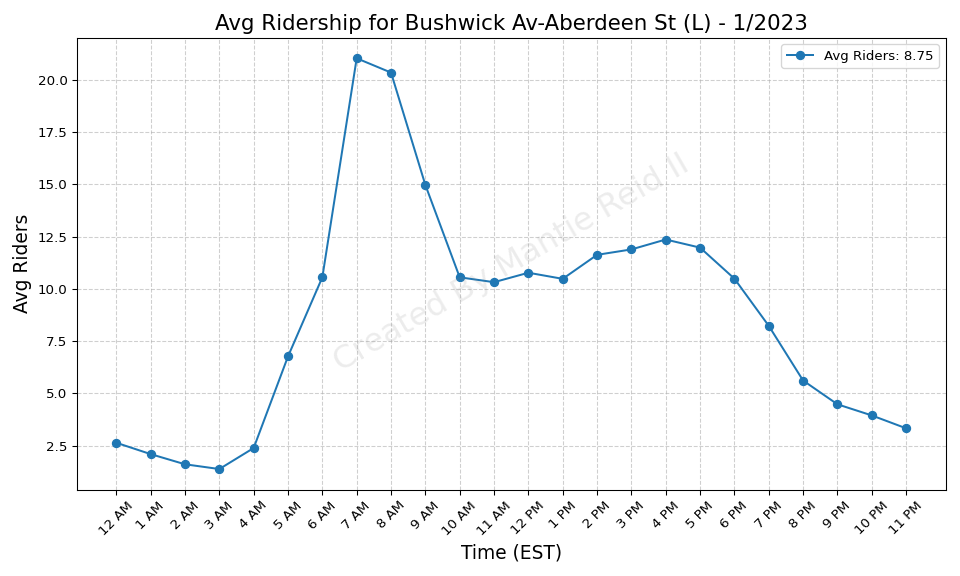 Avg Ridership for Bushwick Av-Aberdeen St (L) - 1/2023
Avg Riders: 8.75
Avg Riders
20.0
17.5
15.0
12.5
10.0
7.5
5.0
2.5
Created By Mantie Reid II
12 AM
1 AM
2 AM
3 AM
4 AM
5 AM
6 AM
7 AM
8 AM
9 AM
10 AM
11 AM
12 PM
1 PM
2 PM
3 PM
4 PM
5 PM
6 PM
7 PM
8 PM
9 PM
10 PM
11 PM
Time (EST)